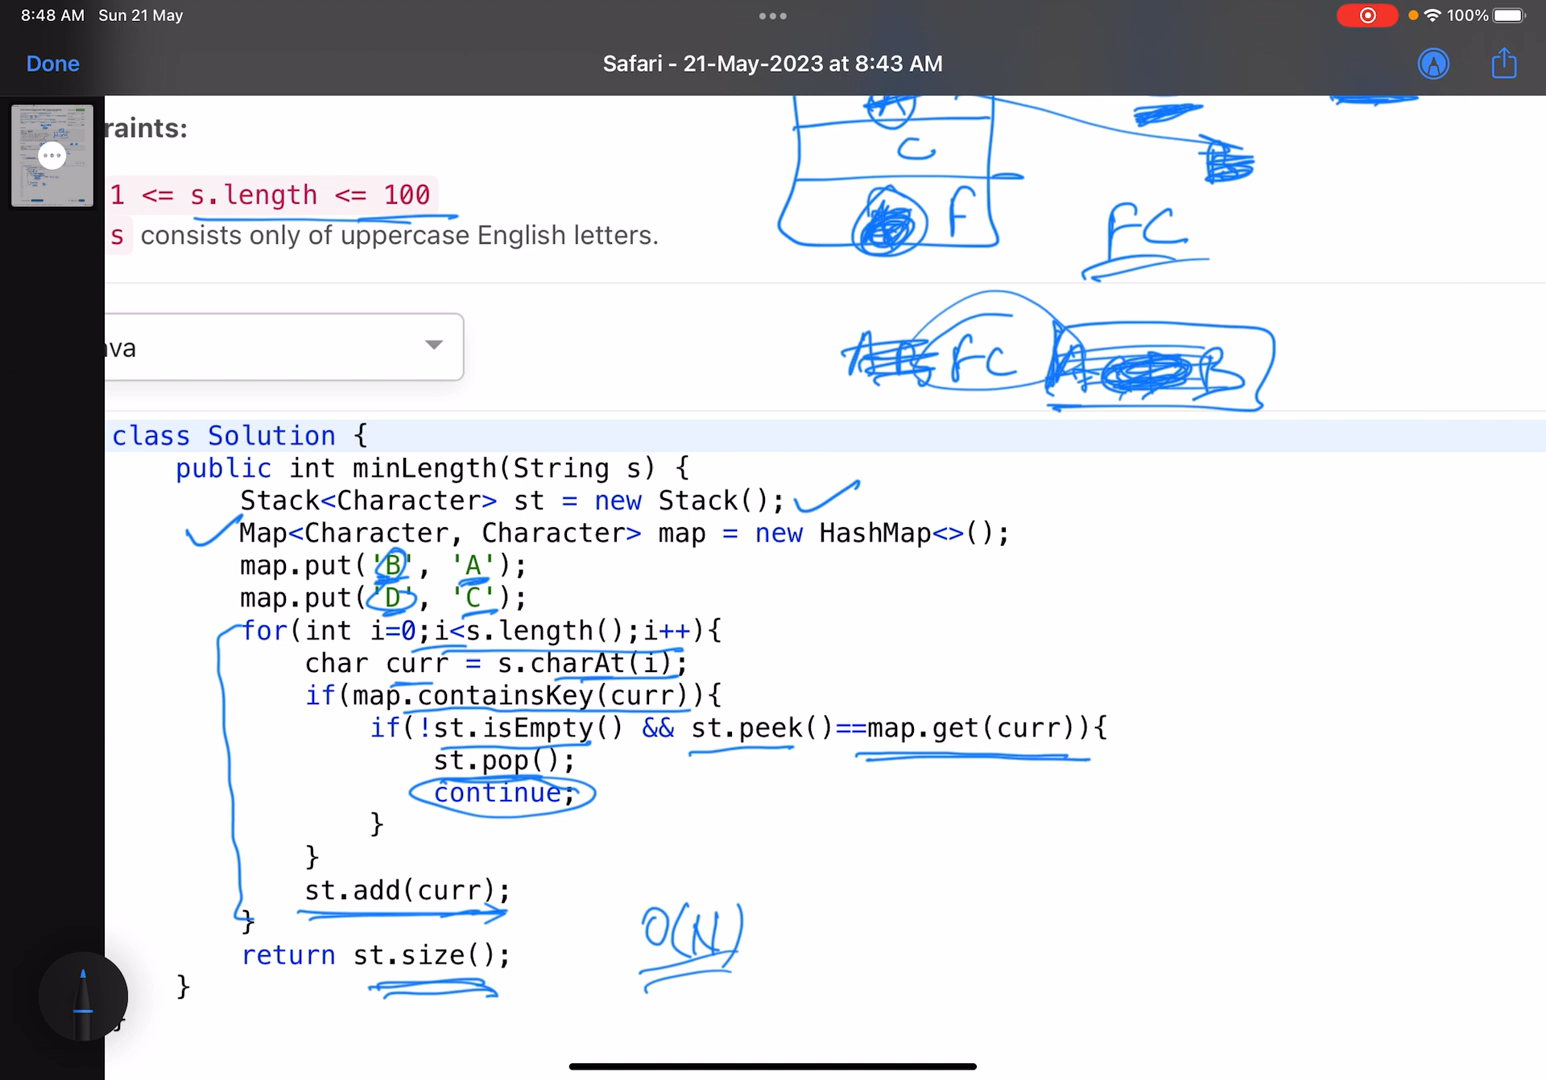 8:48 AM Sun 21 May
100%
Done
Safari - 21-May-2023 at 8:43 AM
raints:
1 <= s.length <= 100
s consists only of uppercase English letters.
C
F
B
FC
FC
B
va
class Solution {
public int minLength(String s) {
Stack<Character> st = new Stack();
Map<Character, Character> map = new HashMap<>();
map.put('B', 'A');
map.put('D', 'C');
for(int i=0;i<s.length();i++){
char curr = s.charAt(i);
if(map.containsKey(curr)){
if(!st.isEmpty() && st.peek()==map.get(curr)){
st.pop();
continue;
}
}
st.add(curr);
}
return st.size();
}
}
O(N)